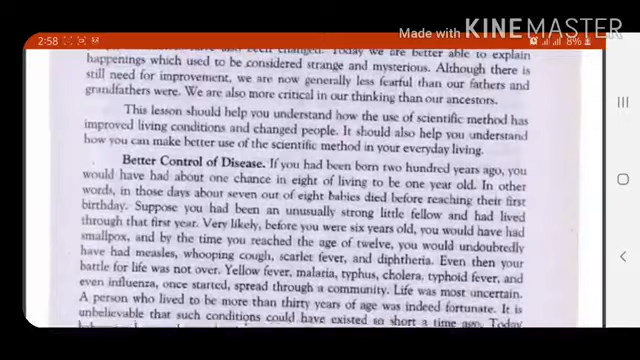 Made with KINEMASTER
2:58 8%
been changed. Today we are better able to explain
happenings which used to be considered strange and mysterious. Although there is
still need for improvement, we are now generally less fearful than our fathers and
grandfathers were. We are also more critical in our thinking than our ancestors.
This lesson should help you understand how the use of scientific method has
improved living conditions and changed people. It should also help you understand
how you can make better use of the scientific method in your everyday living.
Better Control of Disease. If you had been born two hundred years ago, you
would have had about one chance in eight of living to be one year old. In other
words, in those days about seven out of eight babies died before reaching their first
birthday. Suppose you had been an unusually strong little fellow and had lived
through that first year. Very likely, before you were six years old, you would have had
smallpox, and by the time you reached the age of twelve, you would undoubtedly
have had measles, whooping cough, scarlet fever, and diphtheria. Even then your
battle for life was not over. Yellow fever, malaria, typhus, cholera, typhoid fever, and
even influenza, once started, spread through a community. Life was most uncertain.
A person who lived to be more than thirty years of age was indeed fortunate. It is
unbelievable that such conditions could have existed so short a time ago. Today